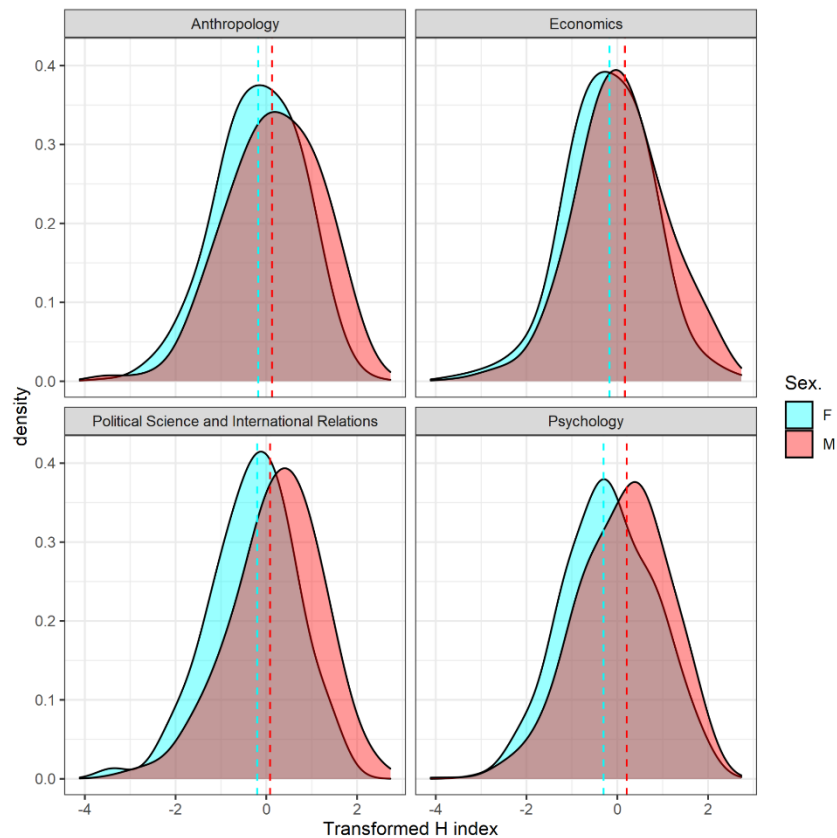 Anthropology
Economics
0.4
0.3
0.2
0.1
0.0
Political Science and International Relations
Psychology
0.4
0.3
0.2
0.1
0.0
-4
-2
0
2
-4
-2
0
2
Transformed H index
density
Sex.
F
M